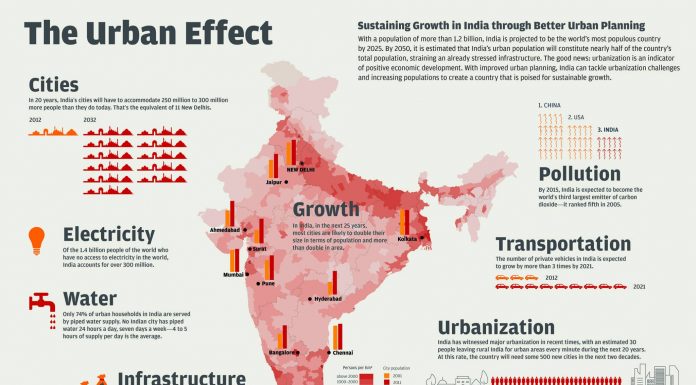 The Urban Effect
Sustaining Growth in India through Better Urban Planning
With a population of more than 1.2 billion, India is projected to be the world's most populous country
by 2025. By 2050, it is estimated that India's urban population will constitute nearly half of the country's
total population, straining an already stressed infrastructure. The good news: urbanization is an indicator
of positive economic development. With improved urban planning, India can tackle urbanization challenges
and increasing populations to create a country that is poised for sustainable growth.
Cities
In 20 years, India's cities will have to accommodate 250 million to 300 million
more people than they do today. That's the equivalent of 11 New Delhis.
2012
2032
1. CHINA
2. USA
3. INDIA
Pollution
By 2015, India is expected to become the
world's third largest emitter of carbon
dioxide—it ranked fifth in 2005.
NEW DELHI
Jaipur
Growth
In India, in the next 25 years,
most cities are likely to double their
size in terms of population and more
than double in area.
Ahmedabad
Surat
Mumbai
Pune
Kolkata
Hyderabad
Bangalore
Chennai
Electricity
Of the 1.4 billion people of the world who
have no access to electricity in the world,
India accounts for over 300 million.
Transportation
The number of private vehicles in India is expected
to grow by more than 3 times by 2021.
2012
2021
Water
Only 74% of urban households in India are served
by piped water supply. No Indian city has piped
water 24 hours a day, seven days a week—4 to 5
hours of supply per day is the average.
Urbanization
India has witnessed major urbanization in recent times, with an estimated 30
people leaving rural India for urban areas every minute during the next 20 years.
At this rate, the country will need some 500 new cities in the next two decades.
Infrastructure
Persons per km²
City population
above 2000
2001